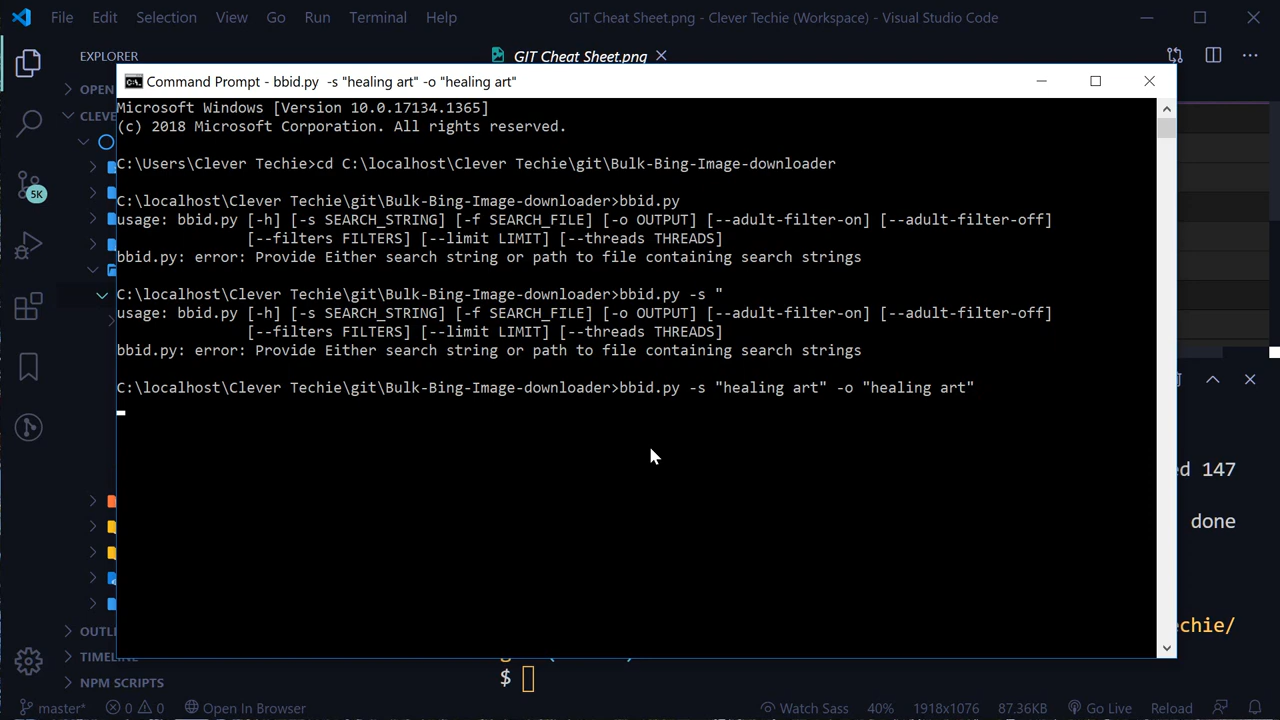 File Edit Selection View Go Run Terminal Help GIT Cheat Sheet.png - Clever Techie (Workspace) - Visual Studio Code
EXPLORER
GIT Cheat Sheet.png
OPEN
CLEV
5K
Command Prompt - bbid.py -s "healing art" -o "healing art"
Microsoft Windows [Version 10.0.17134.1365]
(c) 2018 Microsoft Corporation. All rights reserved.
C:\Users\Clever Techie>cd C:\localhost\Clever Techie\git\Bulk-Bing-Image-downloader
C:\localhost\Clever Techie\git\Bulk-Bing-Image-downloader>bbid.py
usage: bbid.py [-h] [-s SEARCH_STRING] [-f SEARCH_FILE] [-o OUTPUT] [--adult-filter-on] [--adult-filter-off]
[--filters FILTERS] [--limit LIMIT] [--threads THREADS]
bbid.py: error: Provide Either search string or path to file containing search strings
C:\localhost\Clever Techie\git\Bulk-Bing-Image-downloader>bbid.py -s "
usage: bbid.py [-h] [-s SEARCH_STRING] [-f SEARCH_FILE] [-o OUTPUT] [--adult-filter-on] [--adult-filter-off]
[--filters FILTERS] [--limit LIMIT] [--threads THREADS]
bbid.py: error: Provide Either search string or path to file containing search strings
C:\localhost\Clever Techie\git\Bulk-Bing-Image-downloader>bbid.py -s "healing art" -o "healing art"
ed 147
done
echie/
$
OUTL
TIMELINE
NPM SCRIPTS
master* 0 0 Open In Browser Watch Sass 40% 1918x1076 87.36KB Go Live Reload